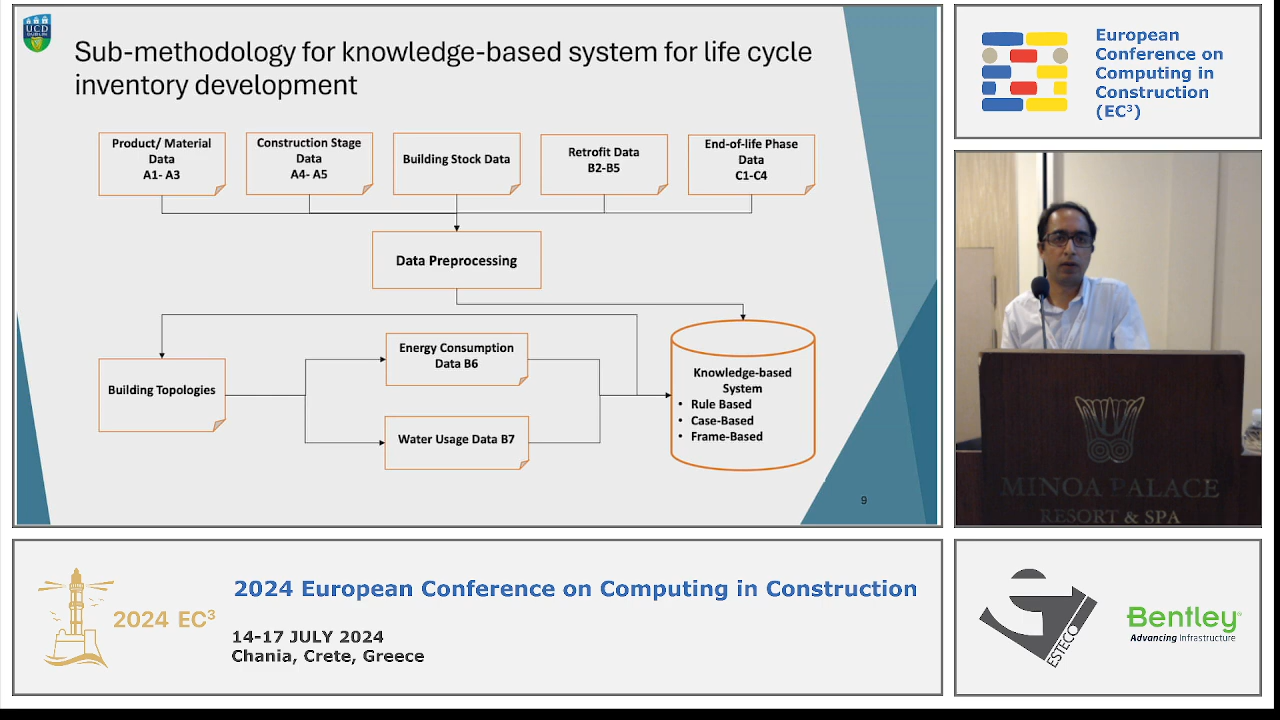 UCD
DUBLIN
Sub-methodology for knowledge-based system for life cycle
inventory development
Product/ Material
Data
A1- A3
Construction Stage
Data
A4- A5
Building Stock Data
Retrofit Data
B2-B5
End-of-life Phase
Data
C1-C4
Data Preprocessing
Building Topologies
Energy Consumption
Data B6
Water Usage Data B7
Knowledge-based
System
• Rule Based
• Case-Based
• Frame-Based
9
European
Conference on
Computing in
Construction
(EC³)
MINOA PALACE
RESORT & SPA
2024 EC³
2024 European Conference on Computing in Construction
14-17 JULY 2024
Chania, Crete, Greece
ESTECO
Bentley®
Advancing Infrastructure